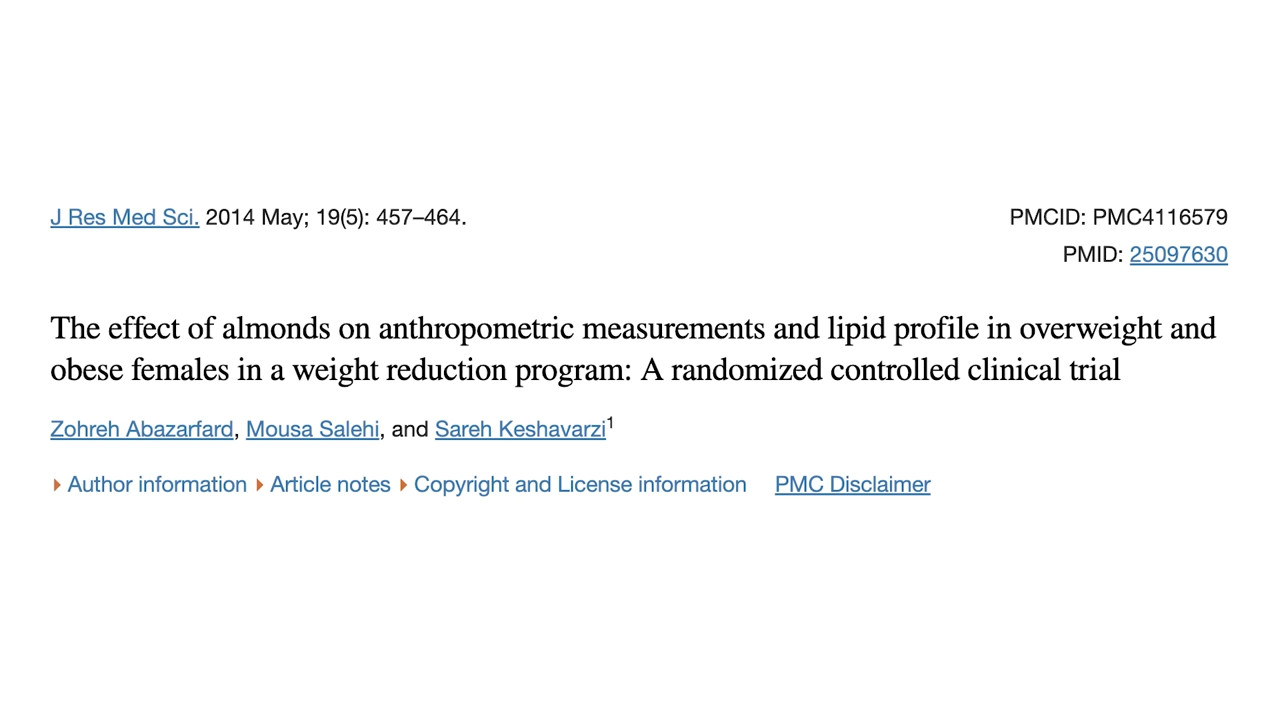 J Res Med Sci. 2014 May; 19(5): 457–464.
PMCID: PMC4116579
PMID: 25097630
The effect of almonds on anthropometric measurements and lipid profile in overweight and
obese females in a weight reduction program: A randomized controlled clinical trial
Zohreh Abazarfard, Mousa Salehi, and Sareh Keshavarzi1
Author information Article notes Copyright and License information PMC Disclaimer